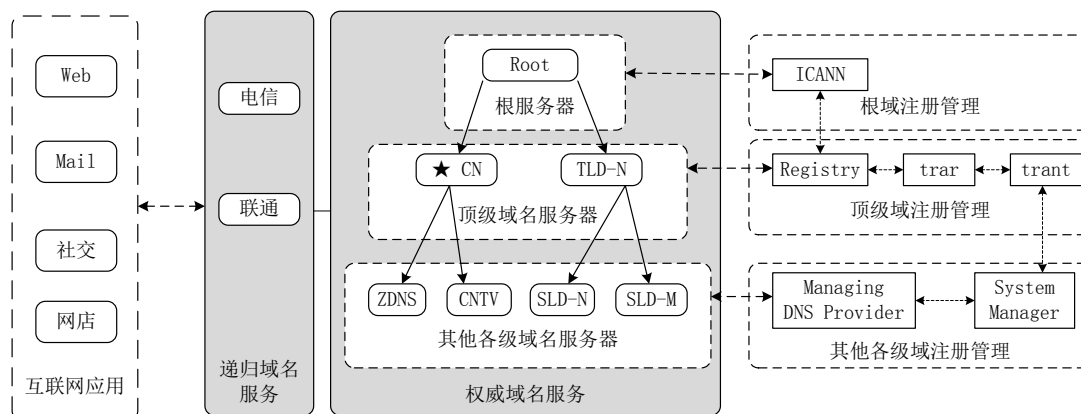 Web
Mail
社交
网店
互联网应用
电信
联通
递归域名
服务
Root
根服务器
★ CN
TLD-N
顶级域名服务器
ZDNS
CNTV
SLD-N
SLD-M
其他各级域名服务器
权威域名服务
ICANN
根域注册管理
Registry
trar
trant
顶级域注册管理
Managing
DNS Provider
System
Manager
其他各级域注册管理